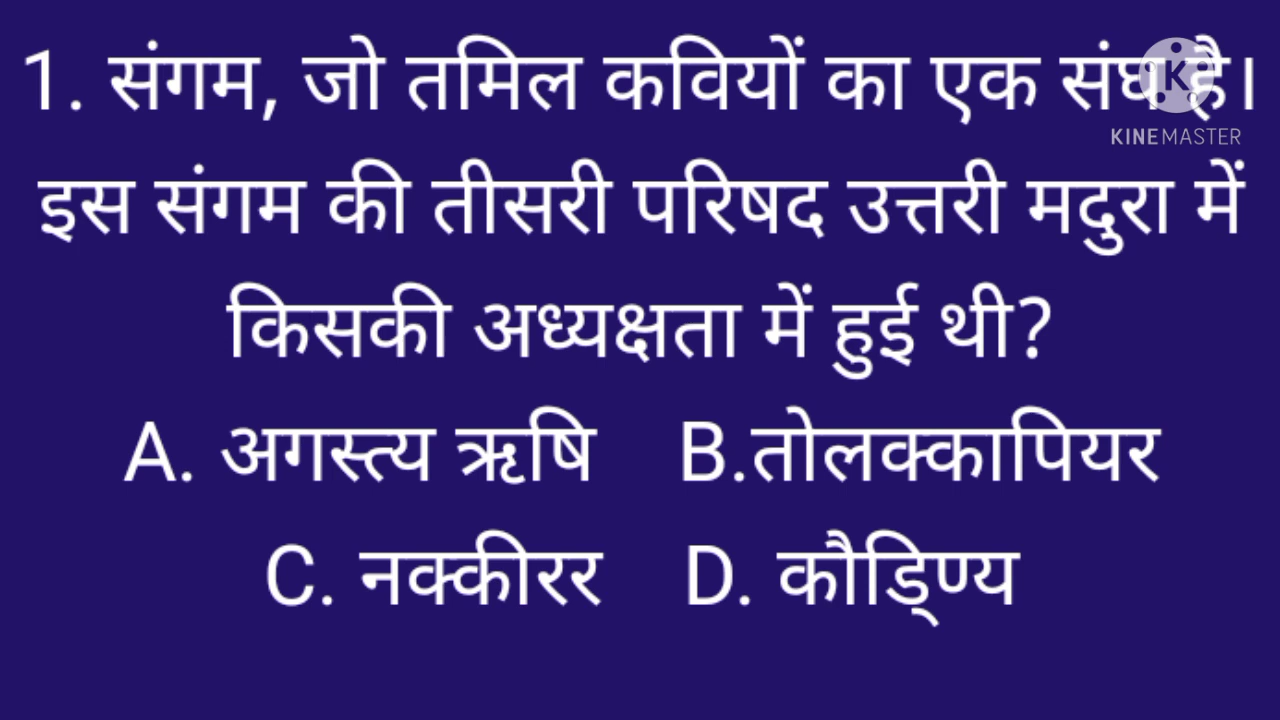 1. संगम, जो तमिल कवियों का एक संघ है।
KINEMASTER
इस संगम की तीसरी परिषद उत्तरी मदुरा में
किसकी अध्यक्षता में हुई थी?
A. अगस्त्य ऋषि B.तोलक्कापियर
C. नक्कीरर D. कौड्ण्यि